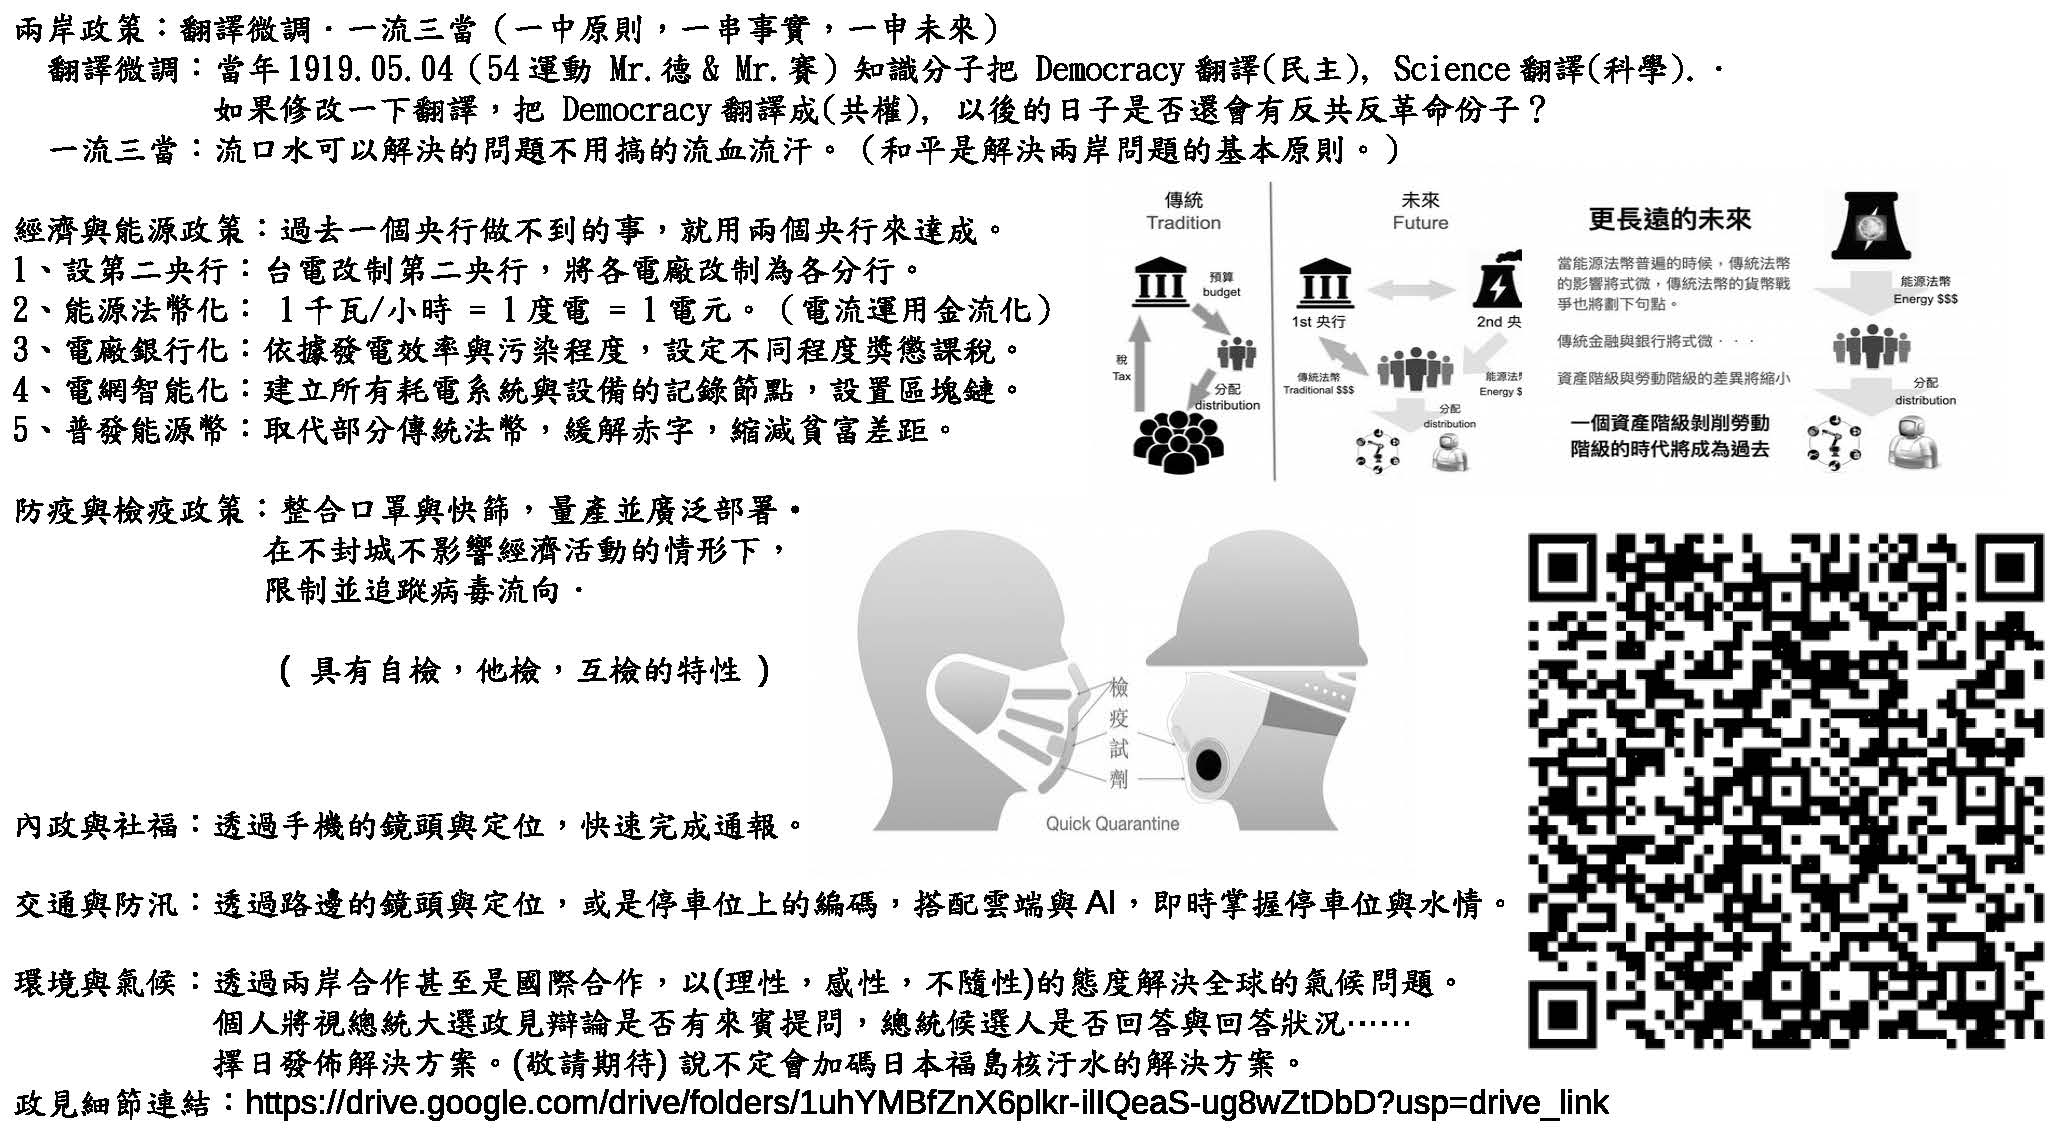 兩岸政策：翻譯微調．一流三當（一中原則，一串事實，一申未來）
翻譯微調：當年1919.05.04（54運動 Mr.德 & Mr.賽）知識分子把 Democracy翻譯(民主), Science翻譯(科學).．
如果修改一下翻譯，把 Democracy翻譯成(共權), 以後的日子是否還會有反共反革命份子？
一流三當：流口水可以解決的問題不用搞的流血流汗。（和平是解決兩岸問題的基本原則。）
經濟與能源政策：過去一個央行做不到的事，就用兩個央行來達成。
1、設第二央行：台電改制第二央行，將各電廠改制為各分行。
2、能源法幣化： 1千瓦/小時 = 1度電 = 1電元。（電流運用金流化）
3、電廠銀行化：依據發電效率與污染程度，設定不同程度獎懲課稅。
4、電網智能化：建立所有耗電系統與設備的記錄節點，設置區塊鏈。
5、普發能源幣：取代部分傳統法幣，緩解赤字，縮減貧富差距。
傳統
Tradition
預算
budget
稅
Tax
分配
distribution
未來
Future
1st 央行
2nd 央
傳統法幣
Traditional $$$
能源法
Energy $
分配
distribution
更長遠的未來
當能源法幣普遍的時候，傳統法幣
的影響將式微，傳統法幣的貨幣戰
爭也將劃下句點。
傳統金融與銀行將式微．．．
資產階級與勞動階級的差異將縮小
一個資產階級剝削勞動
階級的時代將成為過去
能源法幣
Energy $$$
分配
distribution
防疫與檢疫政策：整合口罩與快篩，量產並廣泛部署。
在不封城不影響經濟活動的情形下，
限制並追蹤病毒流向．
( 具有自檢，他檢，互檢的特性 )
檢
疫
試
劑
Quick Quarantine
內政與社福：透過手機的鏡頭與定位，快速完成通報。
交通與防汛：透過路邊的鏡頭與定位，或是停車位上的編碼，搭配雲端與AI，即時掌握停車位與水情。
環境與氣候：透過兩岸合作甚至是國際合作，以(理性，感性，不隨性)的態度解決全球的氣候問題。
個人將視總統大選政見辯論是否有來賓提問，總統候選人是否回答與回答狀況……
擇日發佈解決方案。(敬請期待) 說不定會加碼日本福島核汙水的解決方案。
政見細節連結：https://drive.google.com/drive/folders/1uhYMBfZnX6plkr-ilIQeaS-ug8wZtDbD?usp=drive_link